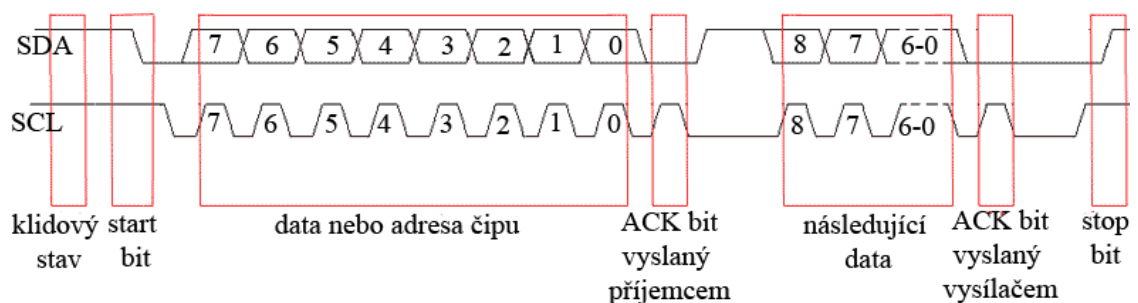 SDA 7 6 5 4 3 2 1 0 8 7 6-0
SCL 7 6 5 4 3 2 1 0 8 7 6-0
klidový stav
start bit
data nebo adresa čipu
ACK bit
vyslaný
příjemcem
následující
data
ACK bit
vyslaný
vysílačem
stop
bit